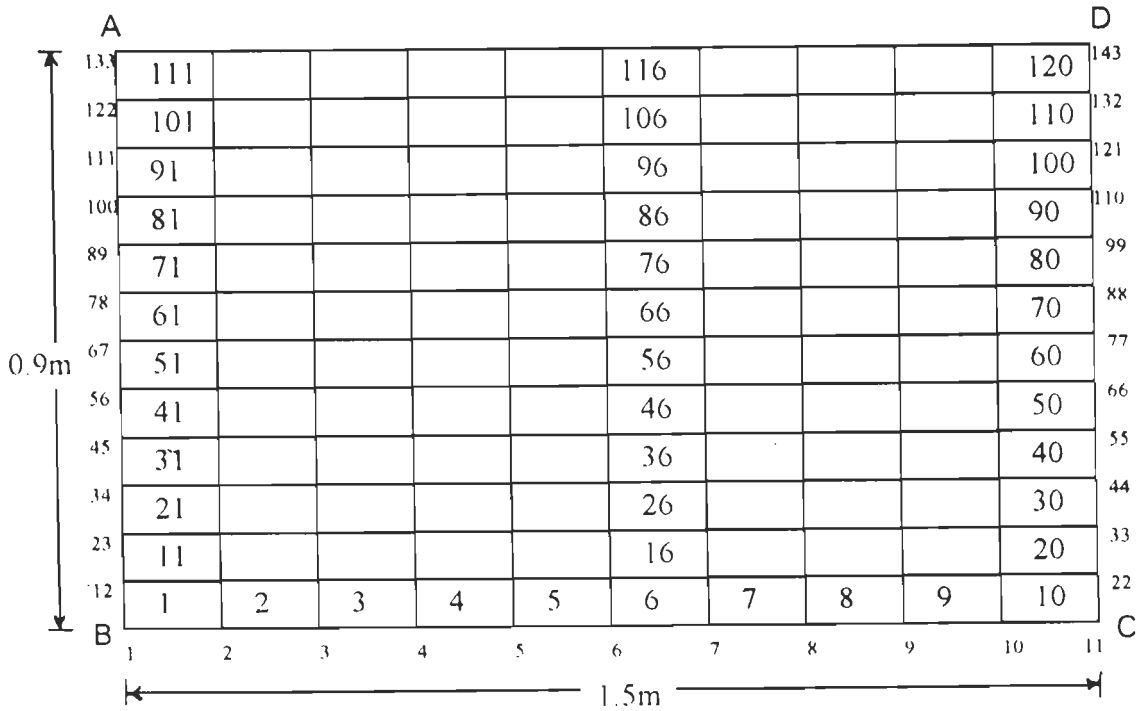 A D
133 111 116 120 143
122 101 106 110 132
111 91 96 100 121
100 81 86 90 110
89 71 76 80 99
78 61 66 70 88
67 51 56 60 77
0.9m
56 41 46 50 66
45 31 36 40 55
34 21 26 30 44
23 11 16 20 33
12 1 2 3 4 5 6 7 8 9 10 22
B C
1 2 3 4 5 6 7 8 9 10 11
1.5m